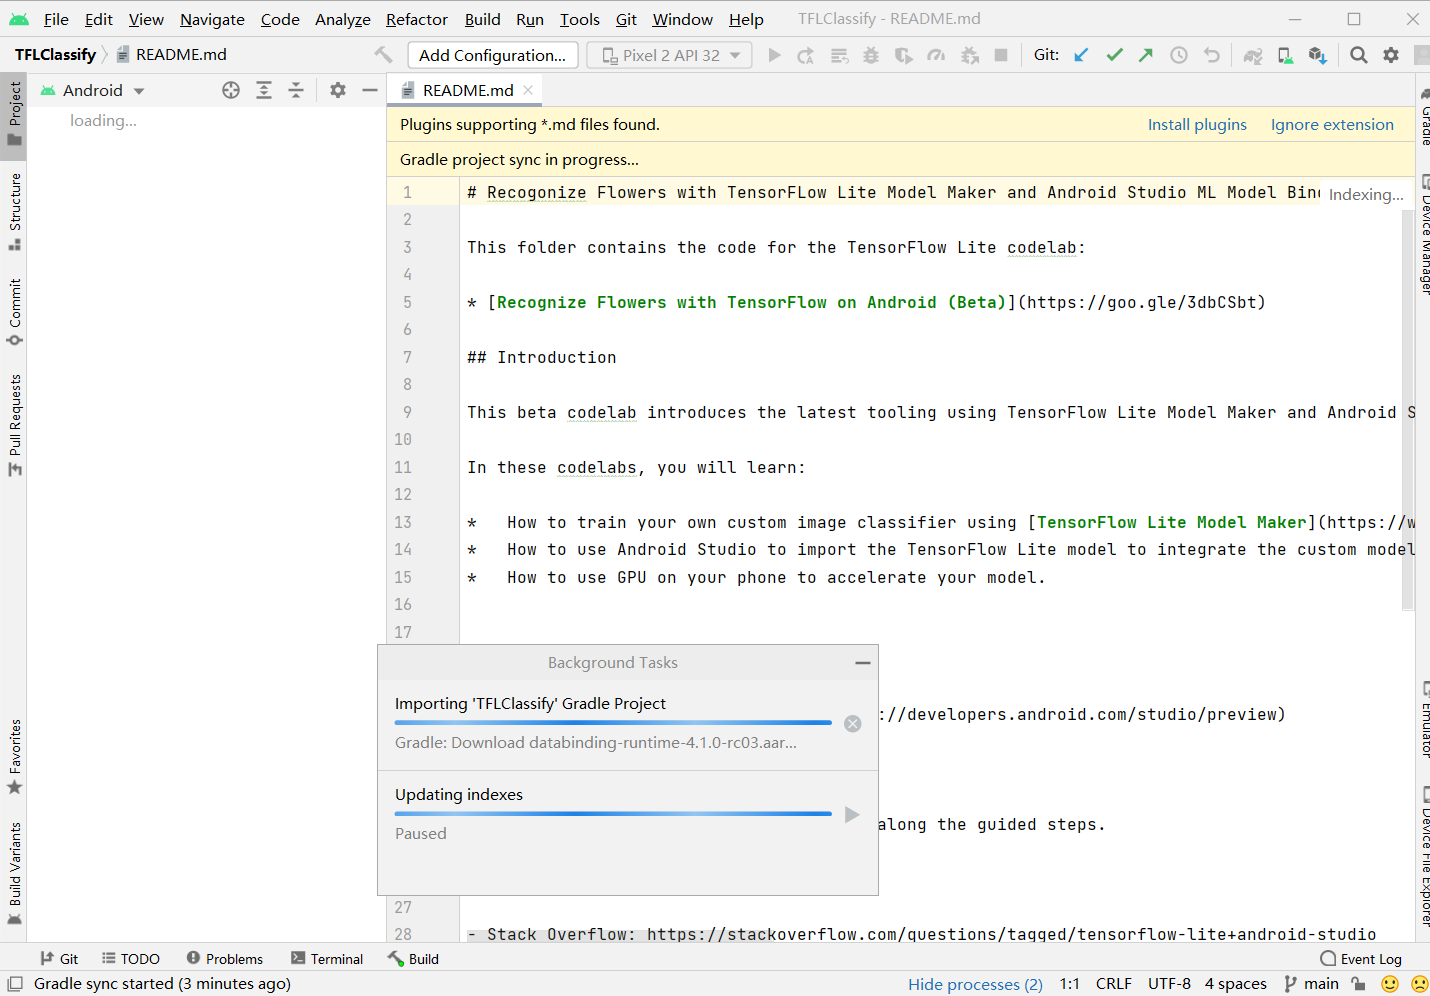 File Edit View Navigate Code Analyze Refactor Build Run Tools Git Window Help TFLClassify - README.md
TFLClassify README.md Add Configuration... Pixel 2 API 32 Git:
Android
README.md
loading...
Plugins supporting *.md files found. Install plugins Ignore extension
Gradle project sync in progress...
1 # Recogonize Flowers with TensorFLow Lite Model Maker and Android Studio ML Model Bin
Indexing...
2
3 This folder contains the code for the TensorFlow Lite codelab:
4
5 * [Recognize Flowers with TensorFlow on Android (Beta)](https://goo.gle/3dbCSbt)
6
7 ## Introduction
8
9 This beta codelab introduces the latest tooling using TensorFlow Lite Model Maker and Android S
10
11 In these codelabs, you will learn:
12
13 * How to train your own custom image classifier using [TensorFlow Lite Model Maker](https://w
14 * How to use Android Studio to import the TensorFlow Lite model to integrate the custom model
15 * How to use GPU on your phone to accelerate your model.
16
17
://developers.android.com/studio/preview)
along the guided steps.
27
28 - Stack Overflow: https://stackoverflow.com/questions/tagged/tensorflow-lite+android-studio
Background Tasks
Importing 'TFLClassify' Gradle Project
Gradle: Download databinding-runtime-4.1.0-rc03.aar...
Updating indexes
Paused
Project
Structure
Commit
Pull Requests
Favorites
Build Variants
Gradle
Device Manager
Emulator
Device File Explorer
Git TODO Problems Terminal Build Event Log
Gradle sync started (3 minutes ago) Hide processes (2) 1:1 CRLF UTF-8 4 spaces main